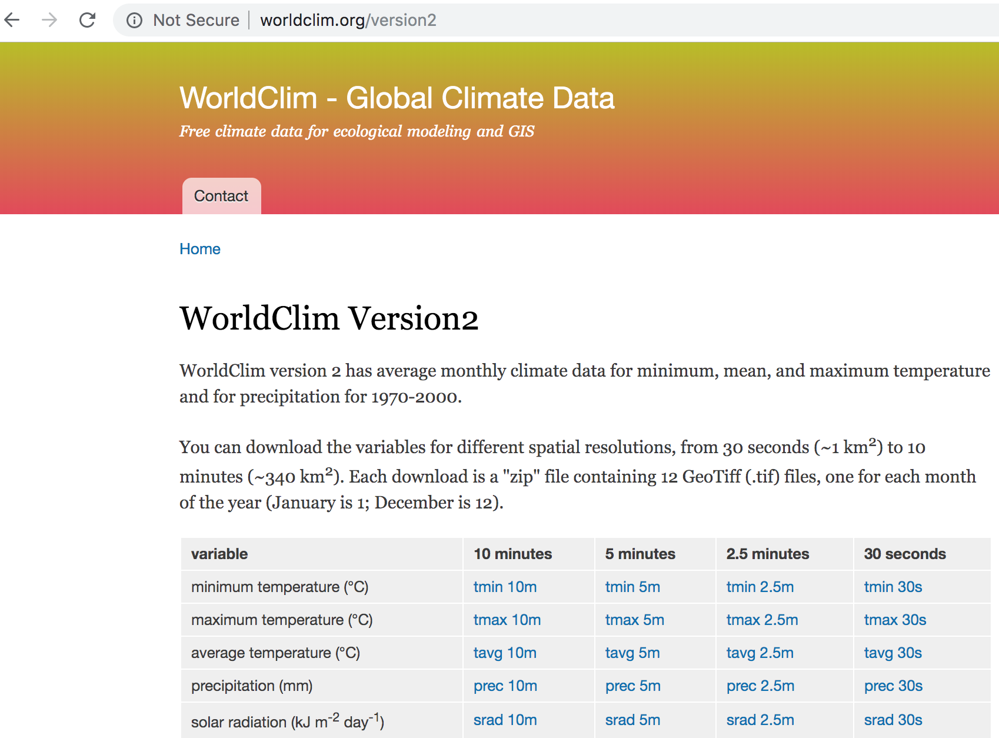 Not Secure | worldclim.org/version2
WorldClim - Global Climate Data
Free climate data for ecological modeling and GIS
Contact
Home
WorldClim Version2
WorldClim version 2 has average monthly climate data for minimum, mean, and maximum temperature
and for precipitation for 1970-2000.
You can download the variables for different spatial resolutions, from 30 seconds (~1 km²) to 10
minutes (~340 km²). Each download is a "zip" file containing 12 GeoTiff (.tif) files, one for each month
of the year (January is 1; December is 12).
variable 10 minutes 5 minutes 2.5 minutes 30 seconds
minimum temperature (°C) tmin 10m tmin 5m tmin 2.5m tmin 30s
maximum temperature (°C) tmax 10m tmax 5m tmax 2.5m tmax 30s
average temperature (°C) tavg 10m tavg 5m tavg 2.5m tavg 30s
precipitation (mm) prec 10m prec 5m prec 2.5m prec 30s
solar radiation (kJ m⁻² day⁻¹) srad 10m srad 5m srad 2.5m srad 30s